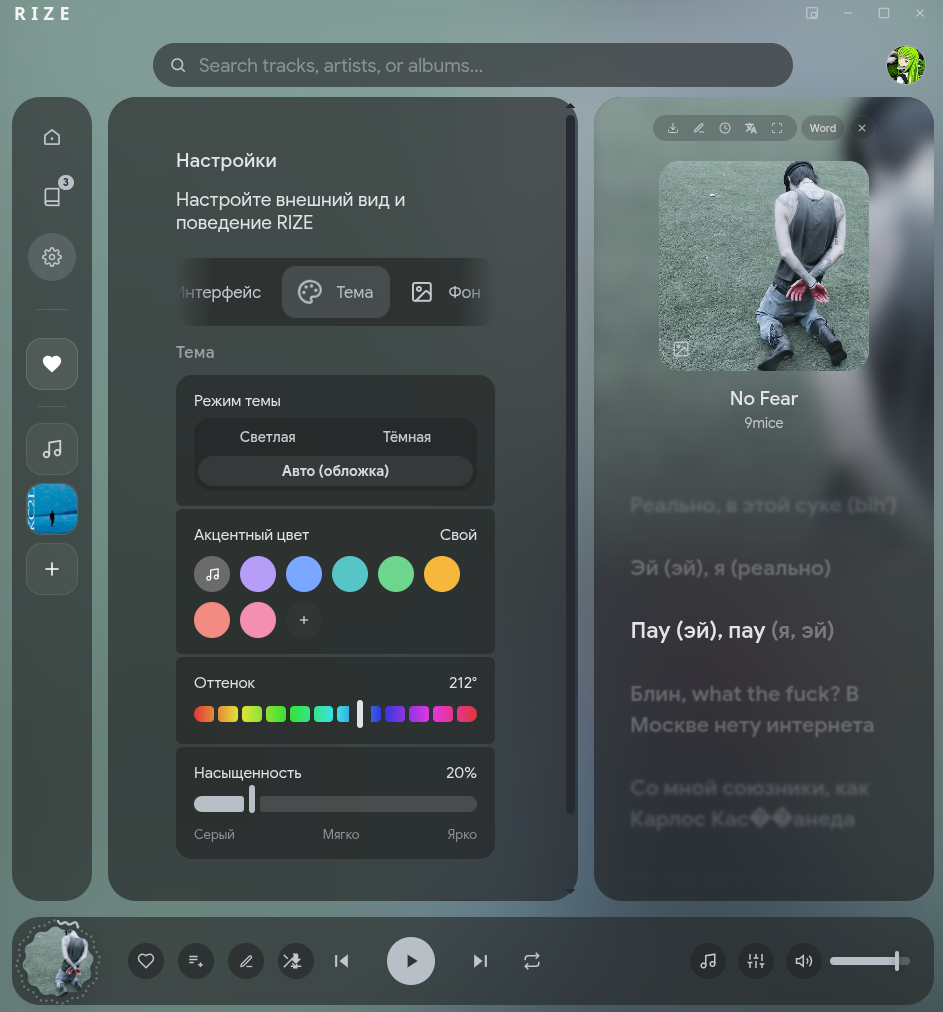 RIZE
Search tracks, artists, or albums...
3
Настройки
Настройте внешний вид и
поведение RIZE
Интерфейс Тема Фон
Тема
Режим темы
Светлая Тёмная
Авто (обложка)
Акцентный цвет Свой
Оттенок 212°
Насыщенность 20%
Серый Мягко Ярко
Word
No Fear
9mice
Реально, в этой суке (bih')
Эй (эй), я (реально)
Пау (эй), пау (я, эй)
Блин, what the fuck? В
Москве нету интернета
Со мной союзники, как
Карлос Кас��анеда